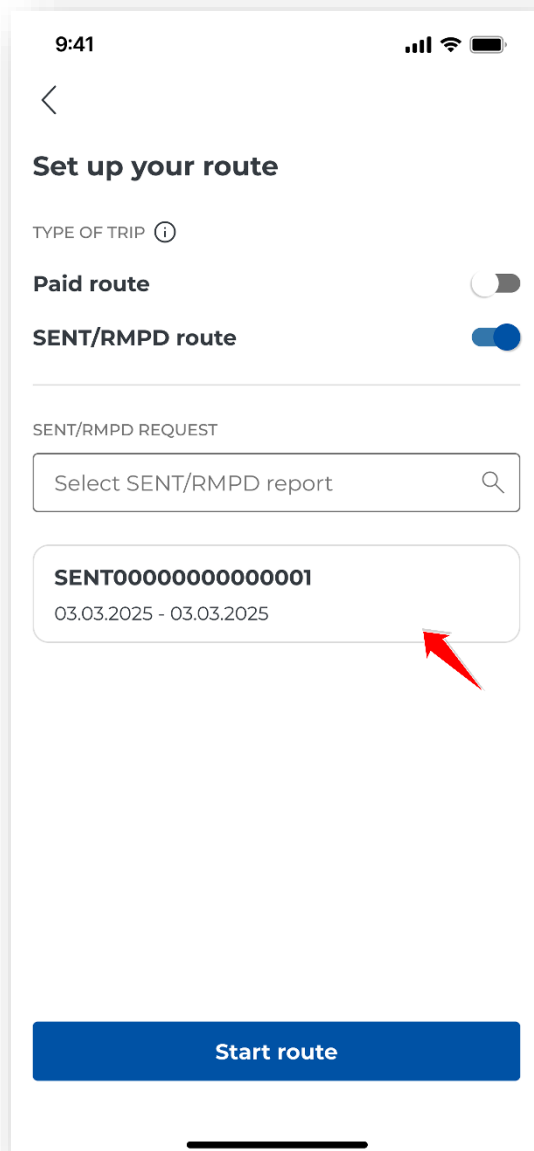 9:41
Set up your route
TYPE OF TRIP
Paid route
SENT/RMPD route
SENT/RMPD REQUEST
Select SENT/RMPD report
SENT00000000000001
03.03.2025 - 03.03.2025
Start route